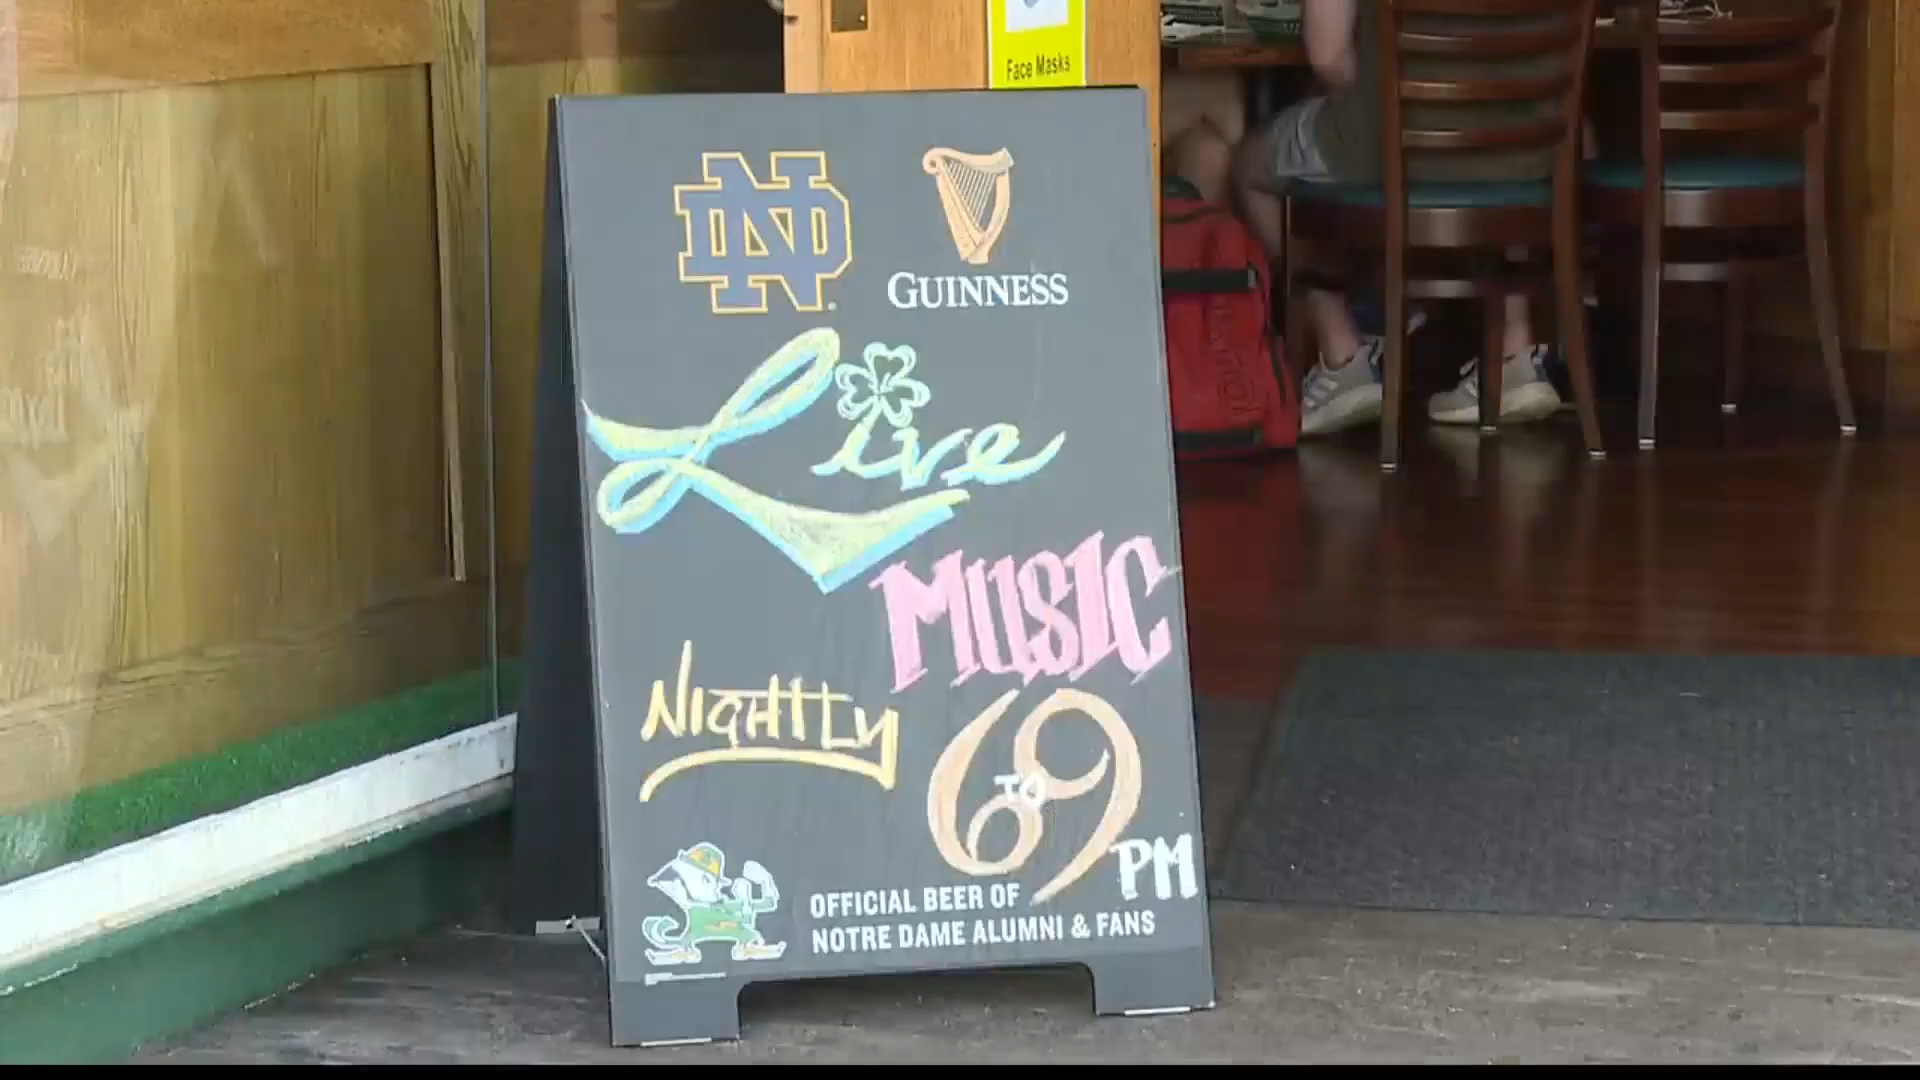 Face Masks
ND
GUINNESS
Live
MUSIC
NIGHTLY
6 TO 9
PM
OFFICIAL BEER OF
NOTRE DAME ALUMNI & FANS